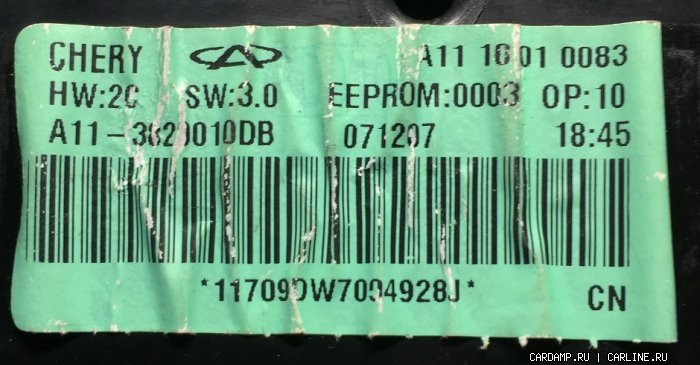 CHERY A11 10 01 0083
HW:2C SW:3.0 EEPROM:0003 OP:10
A11-3820010DB 071207 18:45
*11709DW7004928J*
CN
CARDAMP.RU | CARLINE.RU